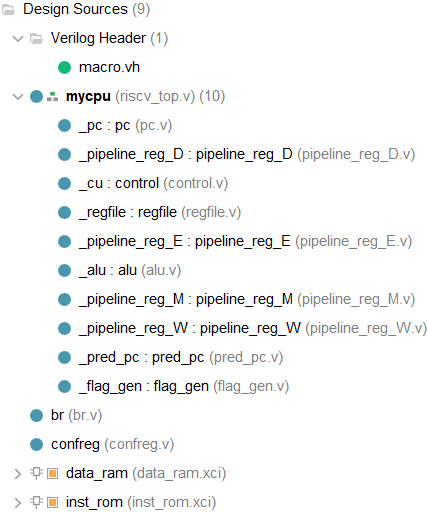 Design Sources (9)
Verilog Header (1)
macro.vh
mycpu (riscv_top.v) (10)
_pc : pc (pc.v)
_pipeline_reg_D : pipeline_reg_D (pipeline_reg_D.v)
_cu : control (control.v)
_regfile : regfile (regfile.v)
_pipeline_reg_E : pipeline_reg_E (pipeline_reg_E.v)
_alu : alu (alu.v)
_pipeline_reg_M : pipeline_reg_M (pipeline_reg_M.v)
_pipeline_reg_W : pipeline_reg_W (pipeline_reg_W.v)
_pred_pc : pred_pc (pred_pc.v)
_flag_gen : flag_gen (flag_gen.v)
br (br.v)
confreg (confreg.v)
data_ram (data_ram.xci)
inst_rom (inst_rom.xci)